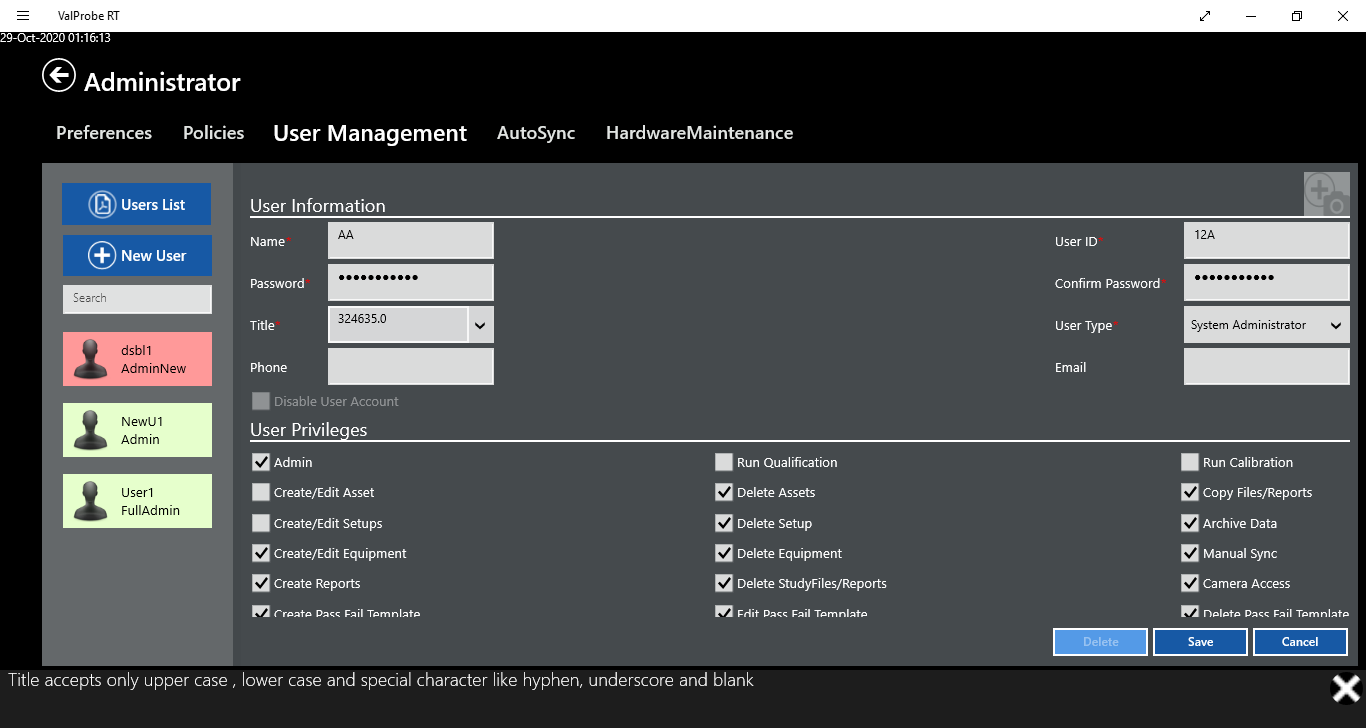 ValProbe RT
29-Oct-2020 01:16:13
Administrator
Preferences Policies User Management AutoSync HardwareMaintenance
Users List
New User
Search
dsbl1
AdminNew
NewU1
Admin
User1
FullAdmin
User Information
Name* AA User ID* 12A
Password* ••••••••••• Confirm Password* •••••••••••
Title* 324635.0 User Type* System Administrator
Phone Email
Disable User Account
User Privileges
Admin Run Qualification Run Calibration
Create/Edit Asset Delete Assets Copy Files/Reports
Create/Edit Setups Delete Setup Archive Data
Create/Edit Equipment Delete Equipment Manual Sync
Create Reports Delete StudyFiles/Reports Camera Access
Create Pass Fail Template Edit Pass Fail Template Delete Pass Fail Template
Delete Save Cancel
Title accepts only upper case , lower case and special character like hyphen, underscore and blank